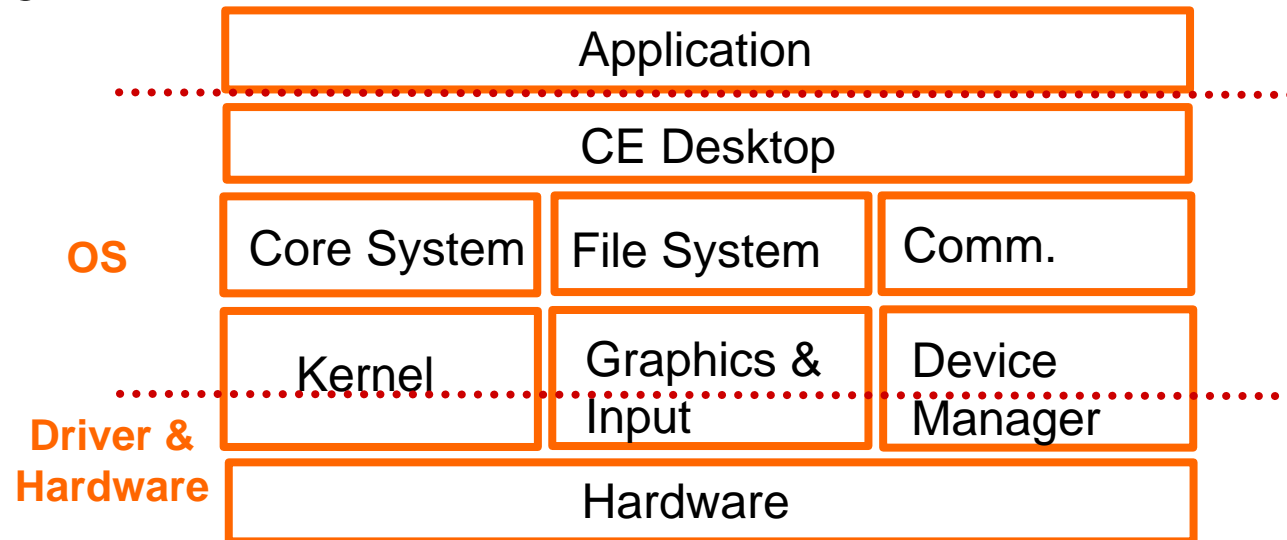 Application
CE Desktop
OS
Core System
File System
Comm.
Kernel
Graphics &
Input
Device
Manager
Driver &
Hardware
Hardware